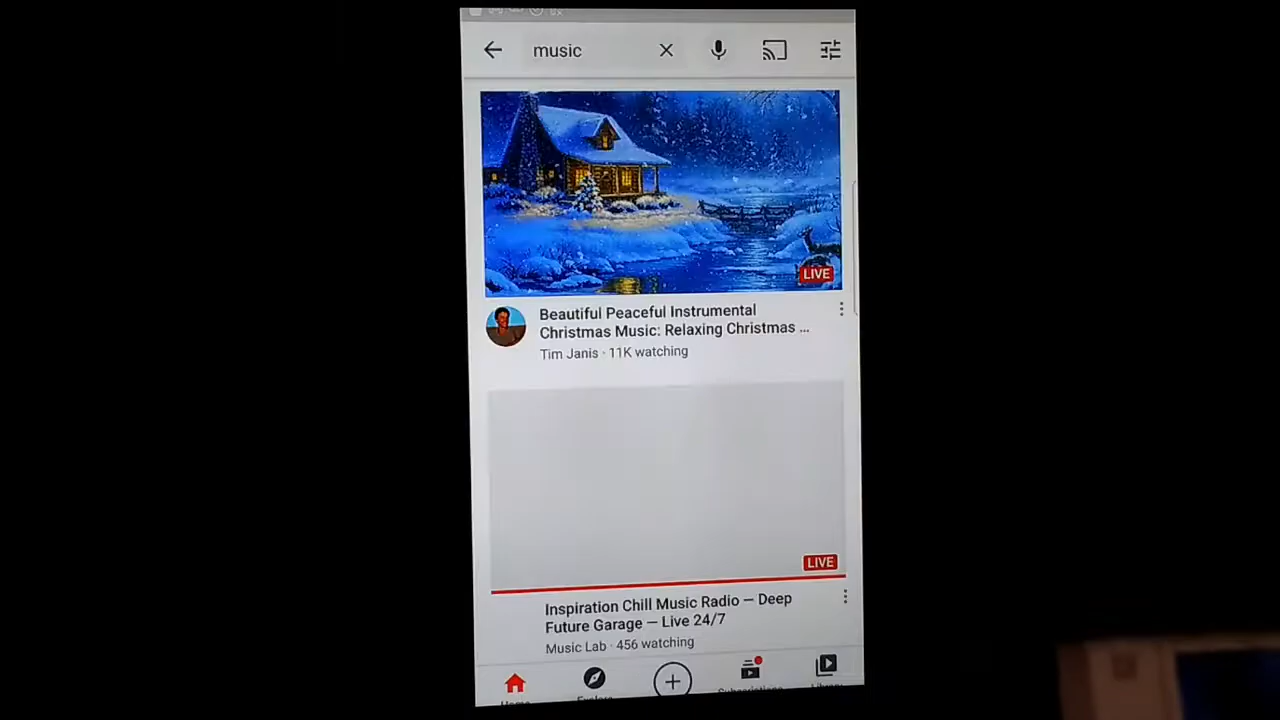 music
LIVE
Beautiful Peaceful Instrumental
Christmas Music: Relaxing Christmas ...
Tim Janis · 11K watching
LIVE
Inspiration Chill Music Radio — Deep
Future Garage — Live 24/7
Music Lab · 456 watching